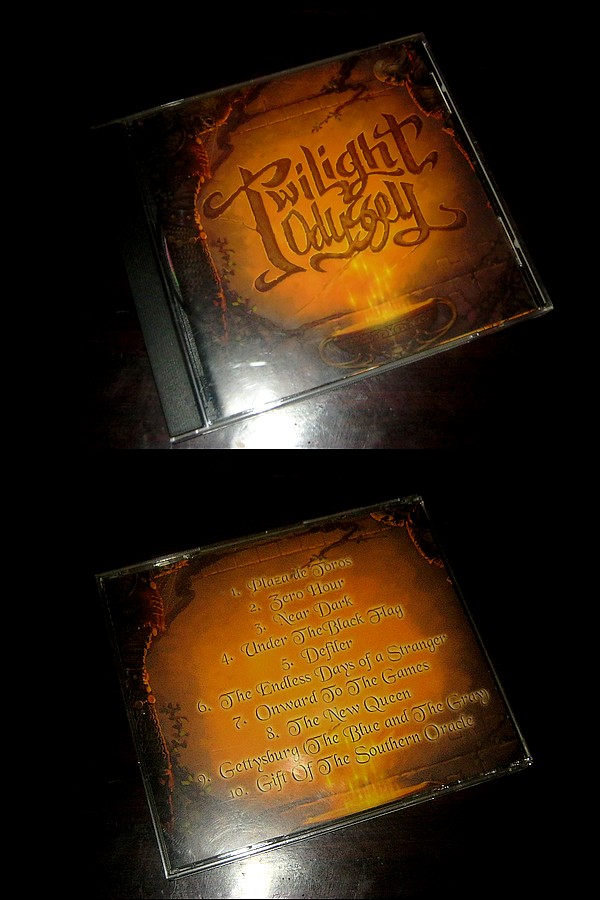 Twilight
Odyssey
1. Plaza de Toros
2. Zero Hour
3. Near Dark
4. Under The Black Flag
5. Defiler
6. The Endless Days of a Stranger
7. Onward To The Games
8. The New Queen
9. Gettysburg (The Blue and The Gray)
10. Gift Of The Southern Oracle